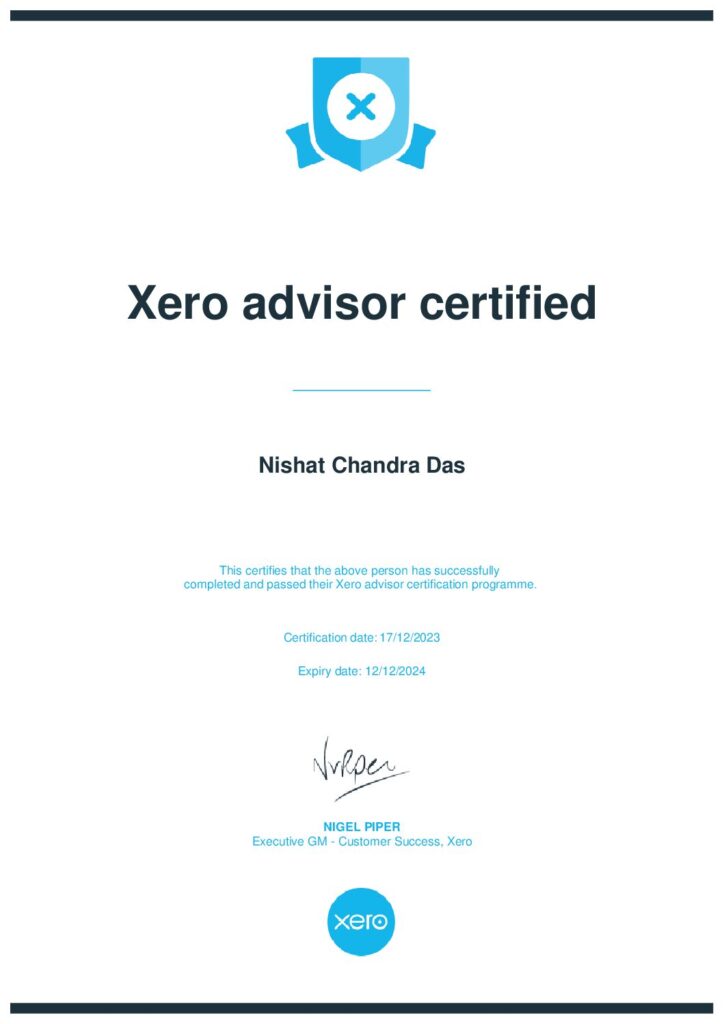 Xero advisor certified
Nishat Chandra Das
This certifies that the above person has successfully
completed and passed their Xero advisor certification programme.
Certification date: 17/12/2023
Expiry date: 12/12/2024
NIGEL PIPER
Executive GM - Customer Success, Xero
xero